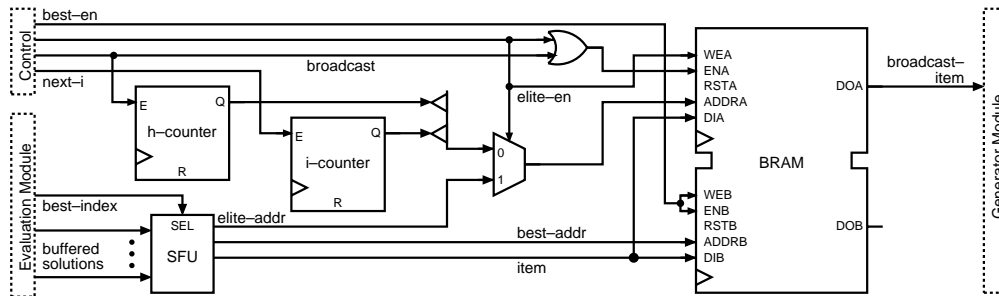 Control
best–en
broadcast
next–i
E
Q
h–counter
R
E
Q
i–counter
R
elite–en
0
1
WEA
ENA
RSTA
ADDRA
DIA
DOA
BRAM
WEB
ENB
RSTB
ADDRB
DIB
DOB
broadcast–
item
Generator Module
Evaluation Module
best–index
buffered
solutions
SEL
SFU
elite–addr
best–addr
item